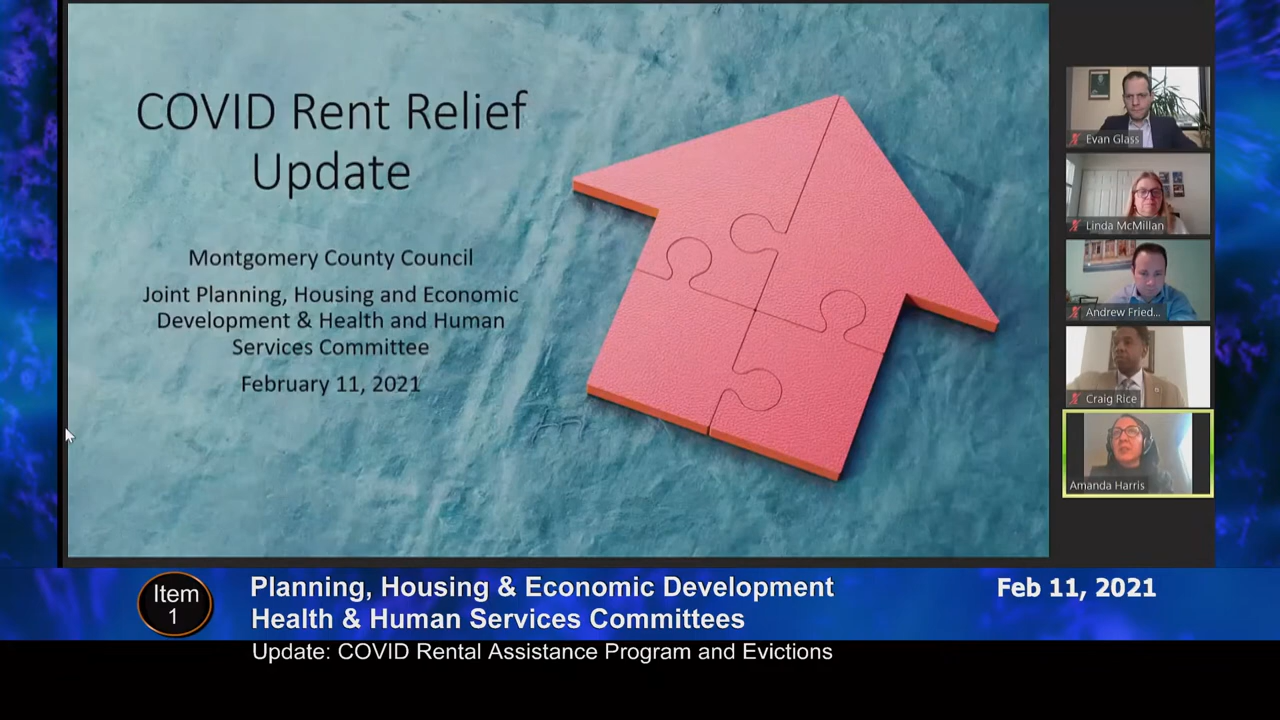 COVID Rent Relief
Update
Montgomery County Council
Joint Planning, Housing and Economic
Development & Health and Human
Services Committee
February 11, 2021
Evan Glass
Linda McMillan
Andrew Fried...
Craig Rice
Amanda Harris
Item
1
Planning, Housing & Economic Development
Health & Human Services Committees
Feb 11, 2021
Update: COVID Rental Assistance Program and Evictions